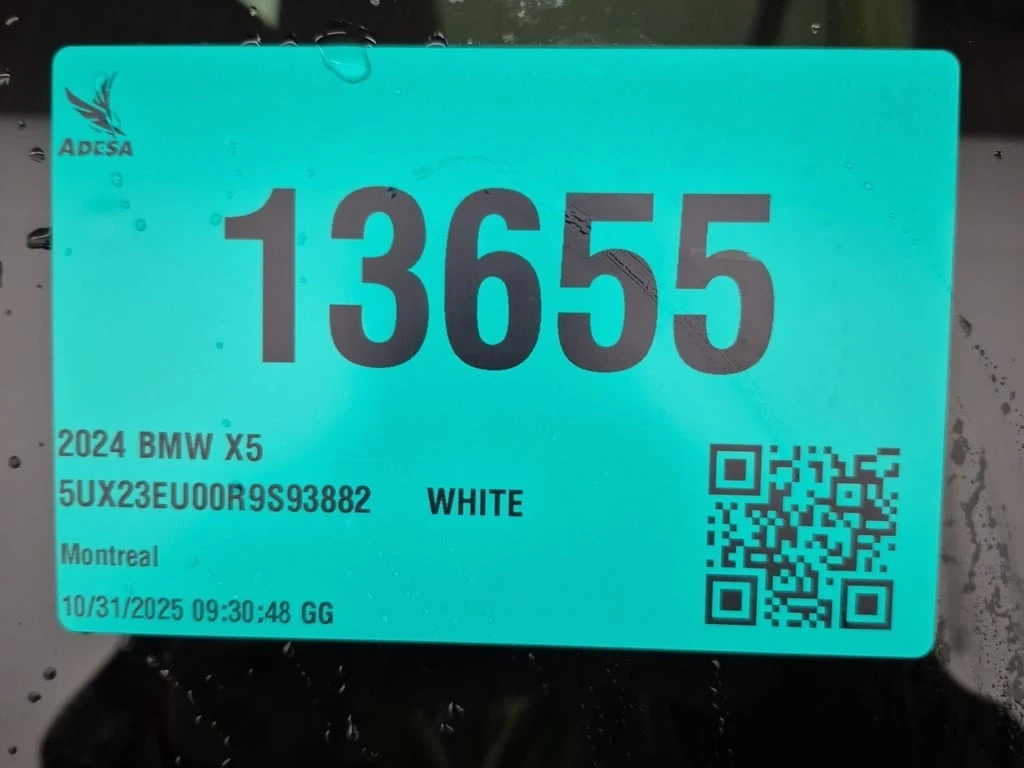 ADESA
13655
2024 BMW X5
5UX23EU00R9S93882 WHITE
Montreal
10/31/2025 09:30:48 GG